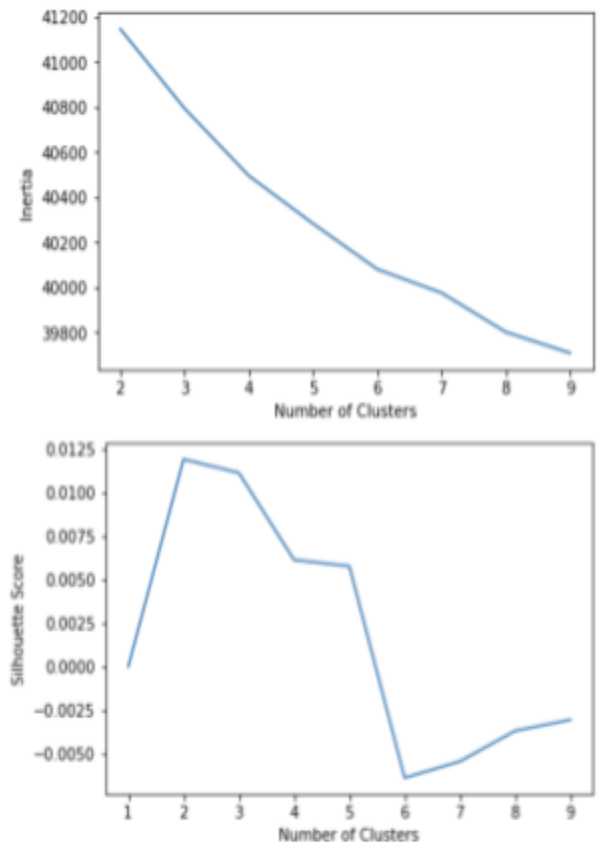 41200
41000
40800
40600
40400
40200
40000
39800
Inertia
2 3 4 5 6 7 8 9
Number of Clusters
0.0125
0.0100
0.0075
0.0050
0.0025
0.0000
−0.0025
−0.0050
Silhouette Score
1 2 3 4 5 6 7 8 9
Number of Clusters